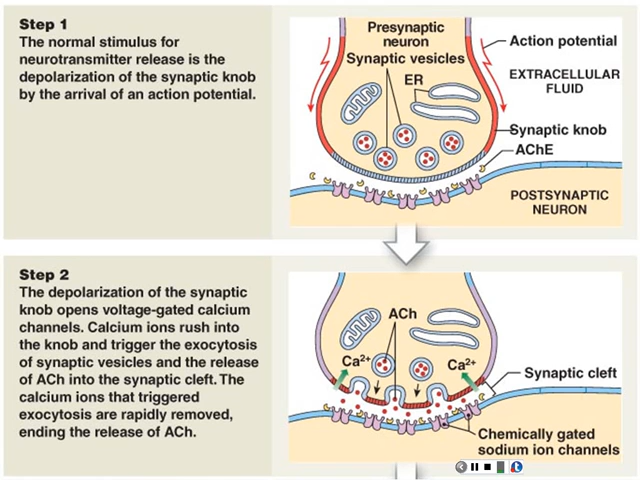 Step 1
The normal stimulus for
neurotransmitter release is the
depolarization of the synaptic knob
by the arrival of an action potential.
Presynaptic
neuron
Synaptic vesicles
ER
Action potential
EXTRACELLULAR
FLUID
Synaptic knob
AChE
POSTSYNAPTIC
NEURON
Step 2
The depolarization of the synaptic
knob opens voltage-gated calcium
channels. Calcium ions rush into
the knob and trigger the exocytosis
of synaptic vesicles and the release
of ACh into the synaptic cleft. The
calcium ions that triggered
exocytosis are rapidly removed,
ending the release of ACh.
ACh
Ca2+
Ca2+
Synaptic cleft
Chemically gated
sodium ion channels